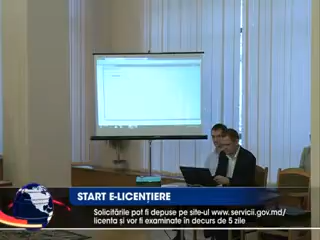 START E-LICENȚIERE
Solicitările pot fi depuse pe site-ul www.servicii.gov.md/
licenta și vor fi examinate în decurs de 5 zile